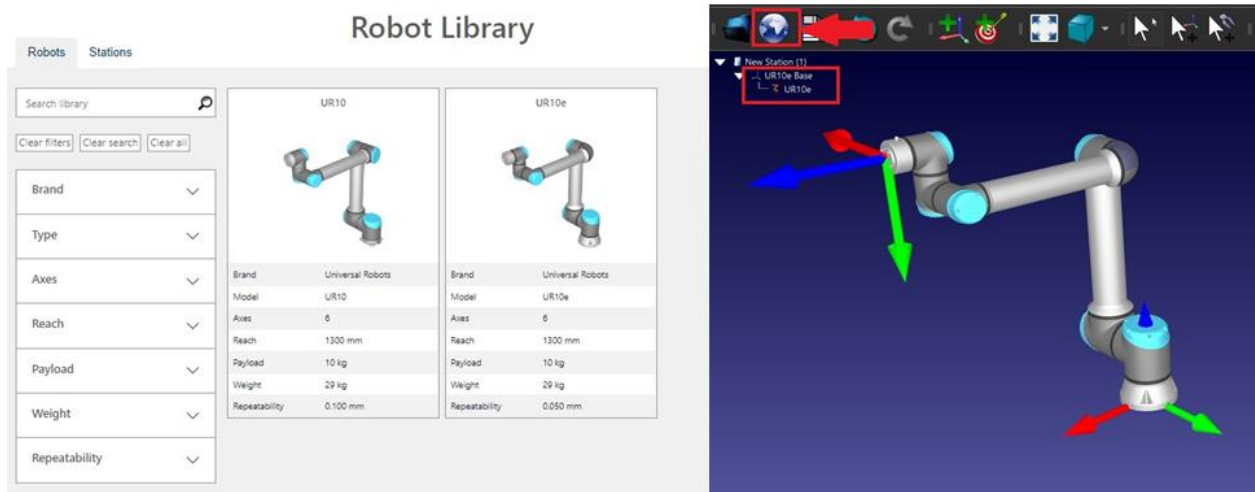 Robot Library
Robots Stations
Search library
Clear filters Clear search Clear all
Brand
Type
Axes
Reach
Payload
Weight
Repeatability
UR10
Brand Universal Robots
Model UR10
Axes 6
Reach 1300 mm
Payload 10 kg
Weight 29 kg
Repeatability 0.100 mm
UR10e
Brand Universal Robots
Model UR10e
Axes 6
Reach 1300 mm
Payload 10 kg
Weight 29 kg
Repeatability 0.050 mm
New Station (1)
UR10e Base
UR10e